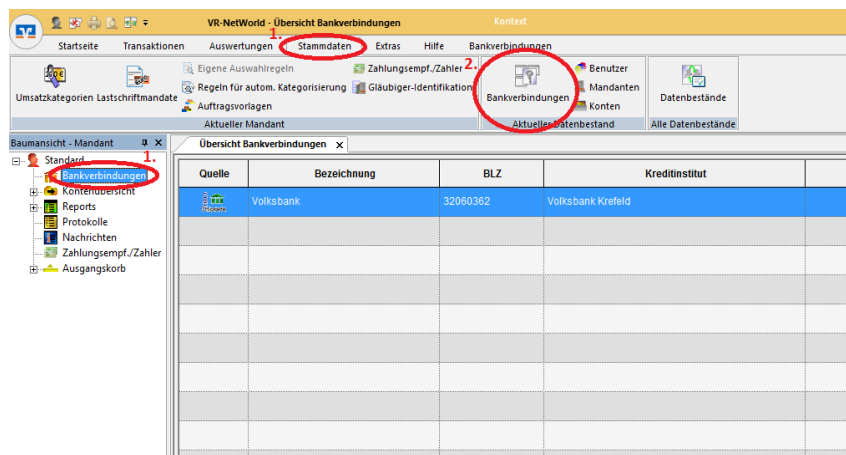 VR-NetWorld - Übersicht Bankverbindungen Kontext
1.
Startseite Transaktionen Auswertungen Stammdaten Extras Hilfe Bankverbindungen
Eigene Auswahlregeln Zahlungsempf./Zahler 2. Benutzer
Regeln für autom. Kategorisierung Gläubiger-Identifikation Mandanten
Umsatzkategorien Lastschriftmandate Bankverbindungen Datenbestände
Auftragsvorlagen Konten
Aktueller Mandant Aktueller Datenbestand Alle Datenbestände
Baumansicht - Mandant Übersicht Bankverbindungen x
Standard 1.
Bankverbindungen
Kontenübersicht
Reports
Protokolle
Nachrichten
Zahlungsempf./Zahler
Ausgangskorb
Quelle Bezeichnung BLZ Kreditinstitut
Volksbank 32060362 Volksbank Krefeld